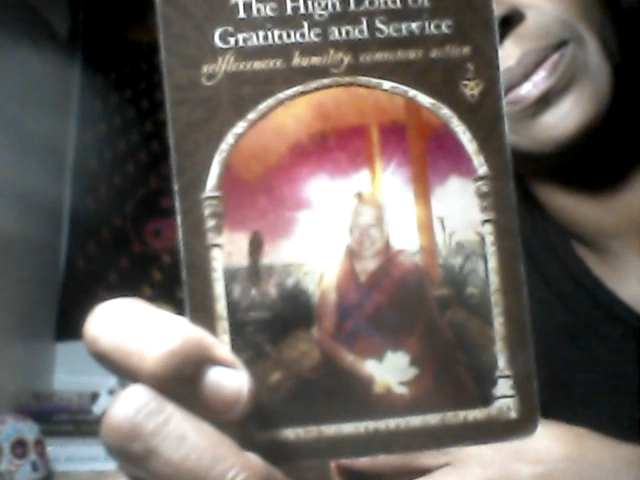 The High Lord of
Gratitude and Service
selflessness, humility, conscious action